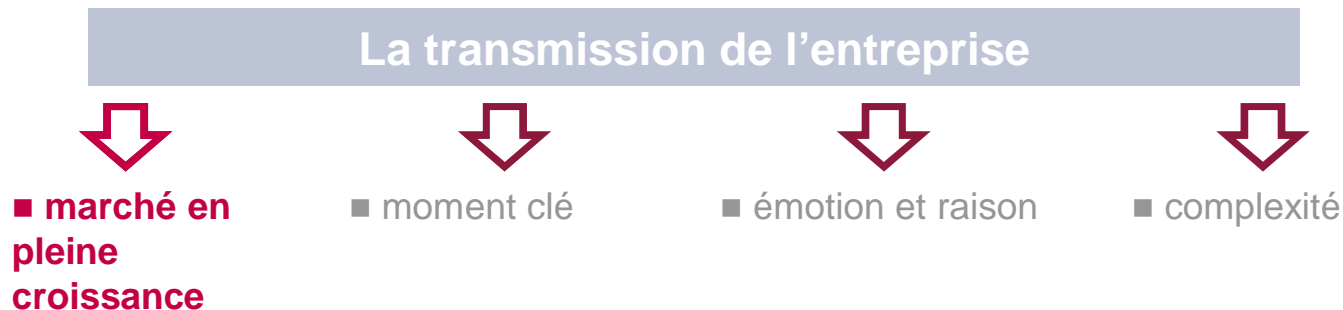 La transmission de l’entreprise
■ marché en
pleine
croissance
■ moment clé
■ émotion et raison
■ complexité